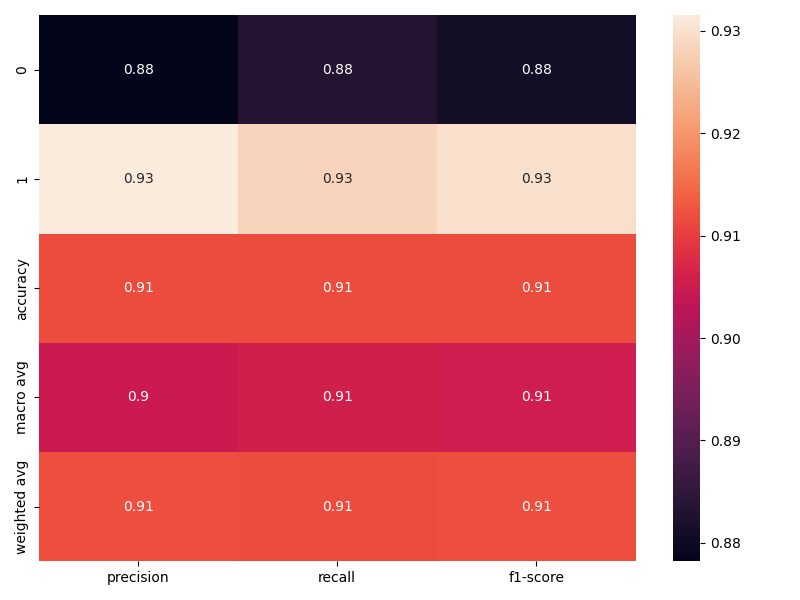 0 0.88 0.88 0.88
1 0.93 0.93 0.93
accuracy 0.91 0.91 0.91
macro avg 0.9 0.91 0.91
weighted avg 0.91 0.91 0.91
precision recall f1-score
0.93
0.92
0.91
0.90
0.89
0.88